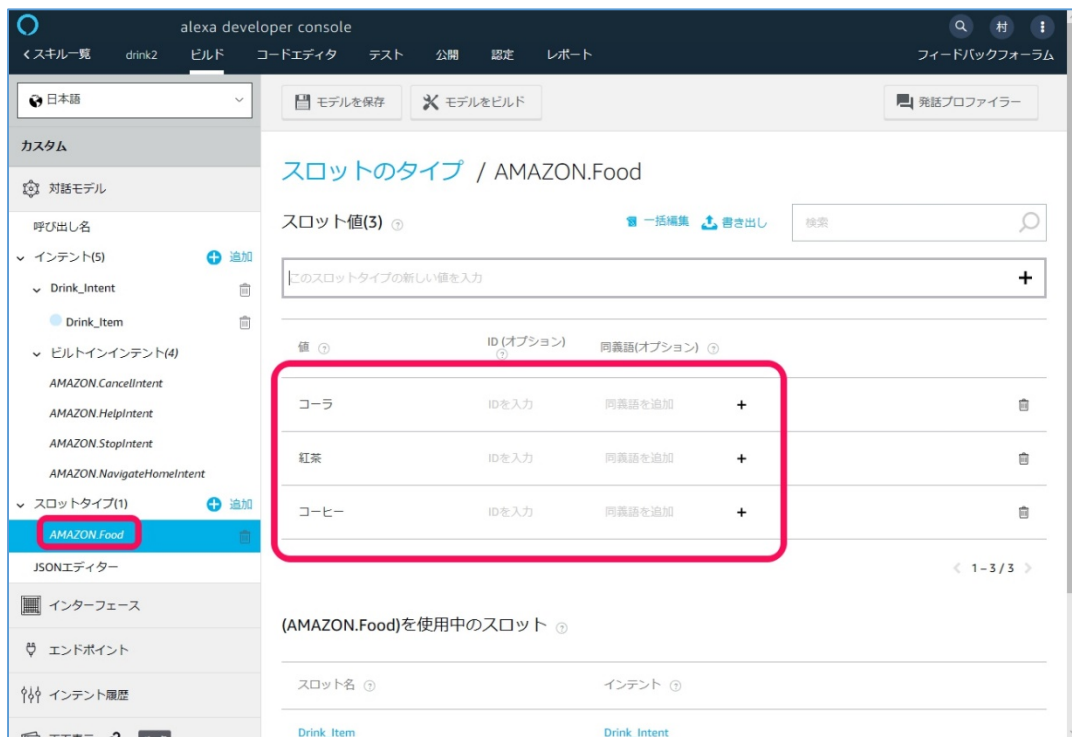 alexa developer console
村
スキル一覧 drink2 ビルド コードエディタ テスト 公開 認定 レポート フィードバックフォーラム
日本語
モデルを保存 モデルをビルド 発話プロファイラー
カスタム
スロットのタイプ / AMAZON.Food
対話モデル
呼び出し名
スロット値(3) 一括編集 書き出し 検索
インテント(5) 追加
このスロットタイプの新しい値を入力
Drink_Intent
Drink_Item
値 ID (オプション) 同義語(オプション)
ビルトインインテント(4)
AMAZON.CancelIntent
コーラ IDを入力 同義語を追加
AMAZON.HelpIntent
AMAZON.StopIntent
紅茶 IDを入力 同義語を追加
AMAZON.NavigateHomeIntent
スロットタイプ(1) 追加
コーヒー IDを入力 同義語を追加
AMAZON.Food
JSONエディター
1–3 / 3
インターフェース
(AMAZON.Food)を使用中のスロット
エンドポイント
スロット名 インテント
インテント履歴
Drink_Item Drink_Intent